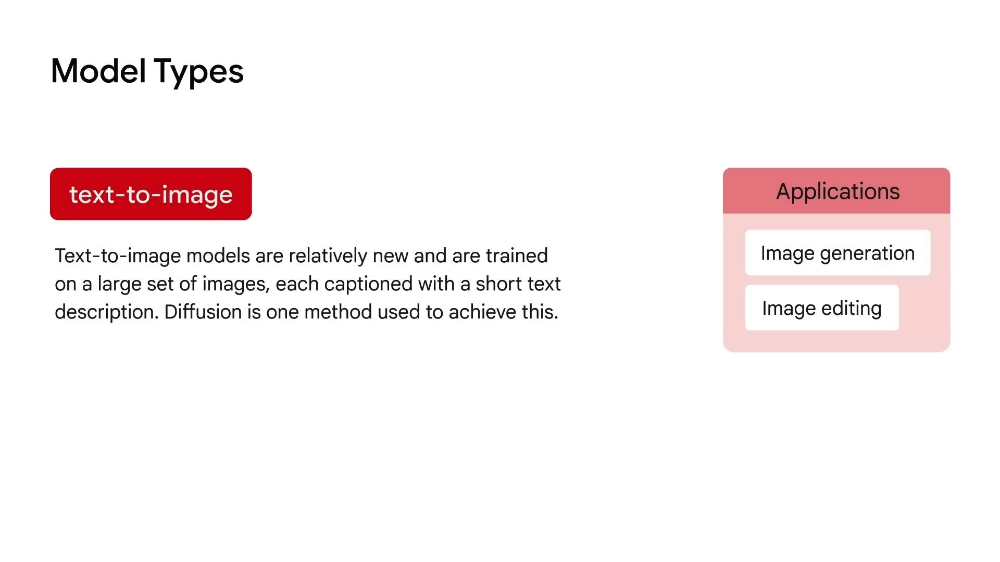 Model Types
text-to-image
Text-to-image models are relatively new and are trained
on a large set of images, each captioned with a short text
description. Diffusion is one method used to achieve this.
Applications
Image generation
Image editing